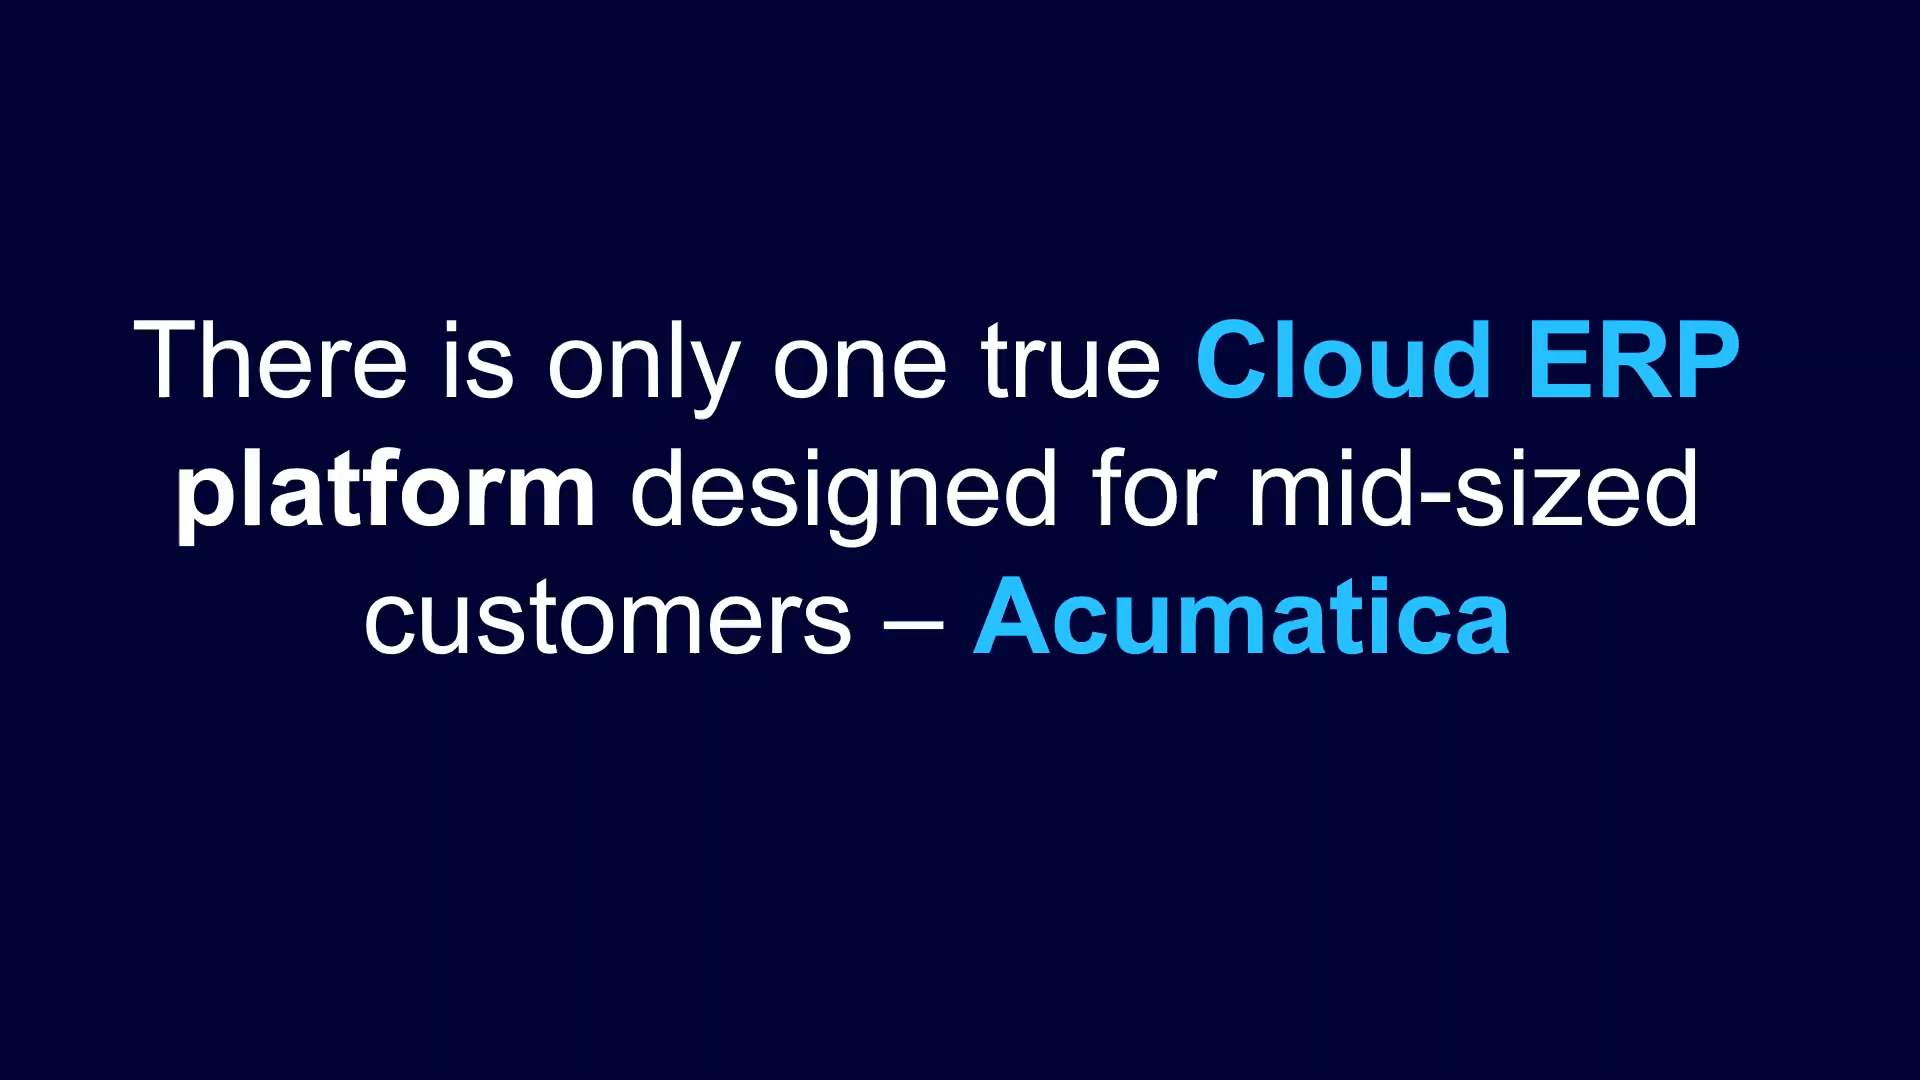 There is only one true Cloud ERP
platform designed for mid-sized
customers – Acumatica